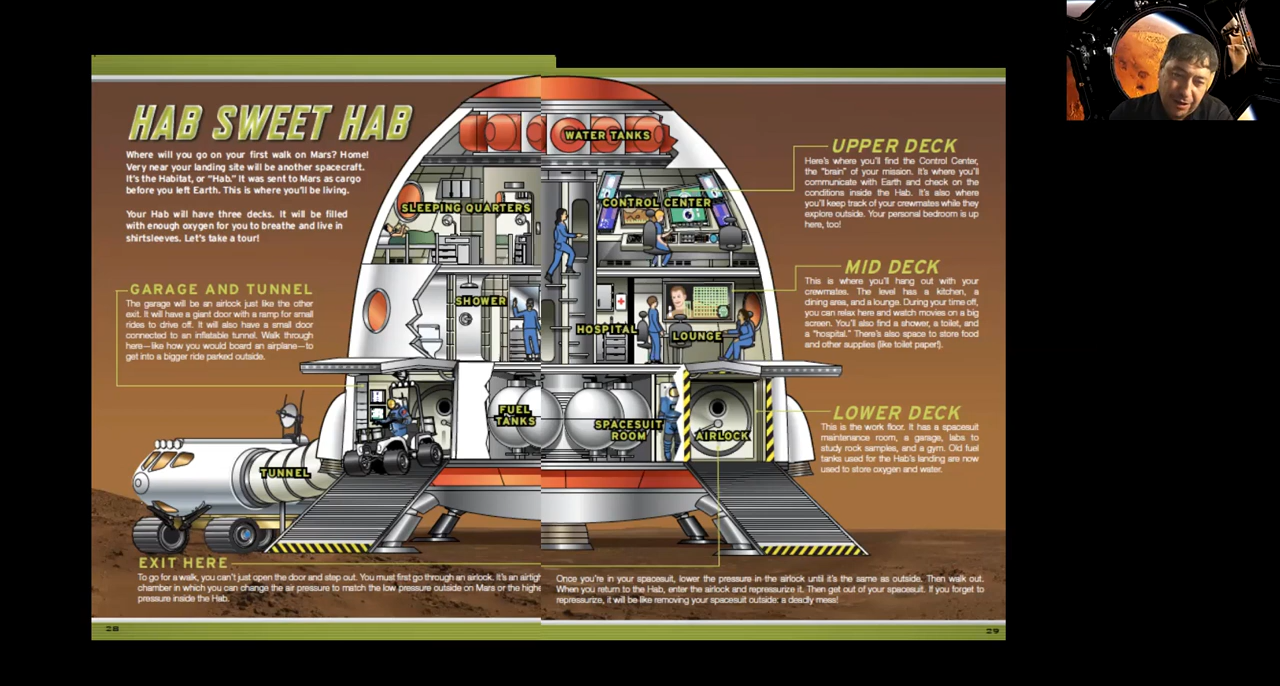 HAB SWEET HAB
Where will you go on your first walk on Mars? Home!
Very near your landing site will be another spacecraft.
It's the Habitat, or "Hab." It was sent to Mars as cargo
before you left Earth. This is where you'll be living.
Your Hab will have three decks. It will be filled
with enough oxygen for you to breathe and live in
shirtsleeves. Let's take a tour!
GARAGE AND TUNNEL
The garage will be an airlock just like the other
exit. It will have a giant door with a ramp for small
rides to drive off. It will also have a small door
connected to an inflatable tunnel. Walk through
here—like how you would board an airplane—to
get into a bigger ride parked outside.
WATER TANKS
SLEEPING QUARTERS
CONTROL CENTER
SHOWER
HOSPITAL
LOUNGE
FUEL
TANKS
SPACESUIT
ROOM
AIRLOCK
TUNNEL
UPPER DECK
Here's where you'll find the Control Center,
the "brain" of your mission. It's where you'll
communicate with Earth and check on the
conditions inside the Hab. It's also where
you'll keep track of your crewmates while they
explore outside. Your personal bedroom is up
here, too!
MID DECK
This is where you'll hang out with your
crewmates. The level has a kitchen, a
dining area, and a lounge. During your time off,
you can relax here and watch movies on a big
screen. You'll also find a shower, a toilet, and
a "hospital." There's also space to store food
and other supplies (like toilet paper!).
LOWER DECK
This is the work floor. It has a spacesuit
maintenance room, a garage, labs to
study rock samples, and a gym. Old fuel
tanks used for the Hab's landing are now
used to store oxygen and water.
EXIT HERE
To go for a walk, you can't just open the door and step out. You must first go through an airlock. It's an airtigh
chamber in which you can change the air pressure to match the low pressure outside on Mars or the highe
pressure inside the Hab.
Once you're in your spacesuit, lower the pressure in the airlock until it's the same as outside. Then walk out.
When you return to the Hab, enter the airlock and repressurize it. Then get out of your spacesuit. If you forget to
repressurize, it will be like removing your spacesuit outside: a deadly mess!
28
29